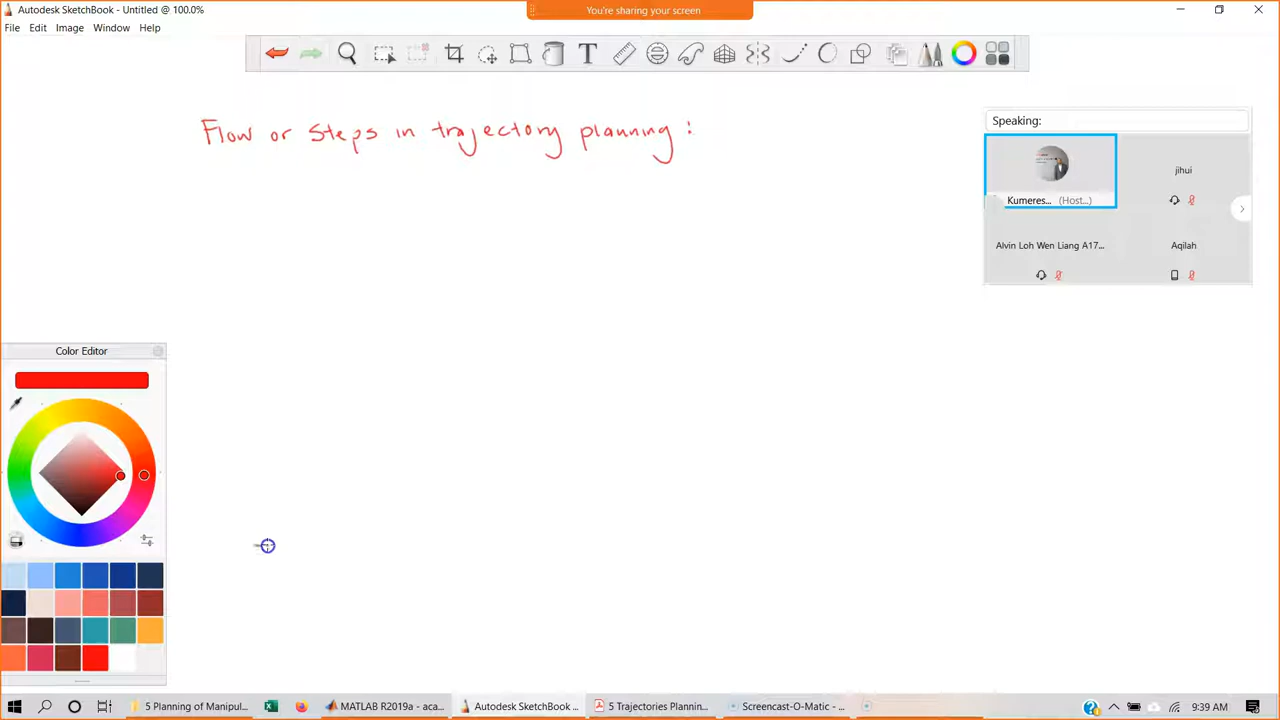 Autodesk SketchBook - Untitled @ 100.0%
You're sharing your screen
File Edit Image Window Help
T
Flow or steps in trajectory planning :
Speaking:
jihui
Kumeres... (Host...)
Alvin Loh Wen Liang A17...
Aqilah
Color Editor
5 Planning of Manipul...
MATLAB R2019a - aca...
Autodesk SketchBook ...
5 Trajectories Plannin...
Screencast-O-Matic - ...
9:39 AM